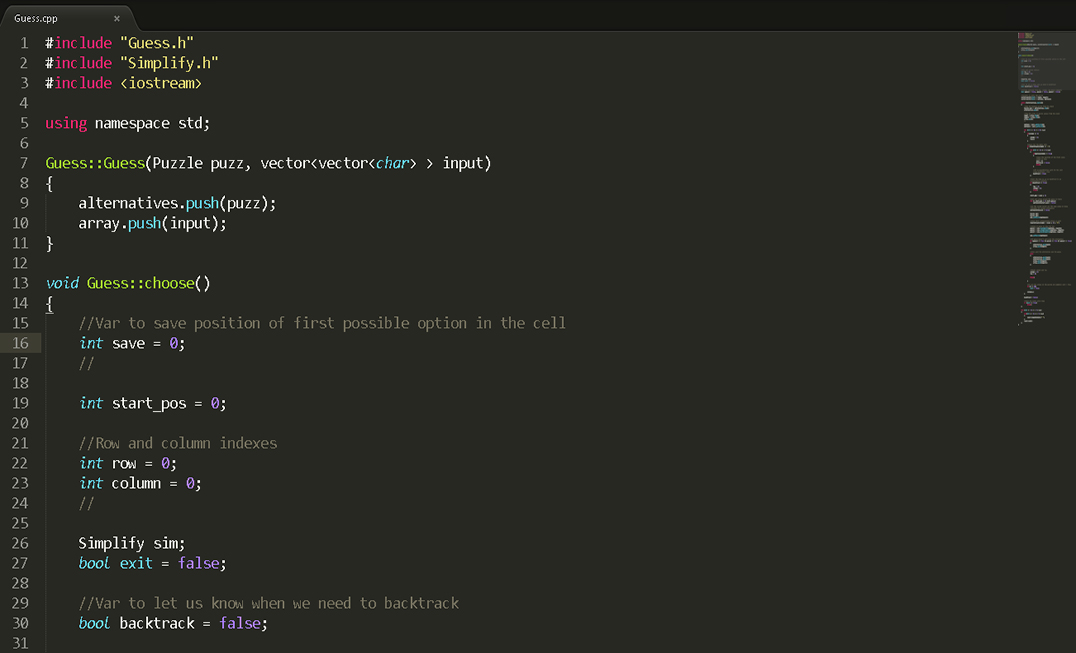 Guess.cpp ×
1 #include "Guess.h"
2 #include "Simplify.h"
3 #include <iostream>
4
5 using namespace std;
6
7 Guess::Guess(Puzzle puzz, vector<vector<char> > input)
8 {
9 alternatives.push(puzz);
10 array.push(input);
11 }
12
13 void Guess::choose()
14 {
15 //Var to save position of first possible option in the cell
16 int save = 0;
17 //
18
19 int start_pos = 0;
20
21 //Row and column indexes
22 int row = 0;
23 int column = 0;
24 //
25
26 Simplify sim;
27 bool exit = false;
28
29 //Var to let us know when we need to backtrack
30 bool backtrack = false;
31